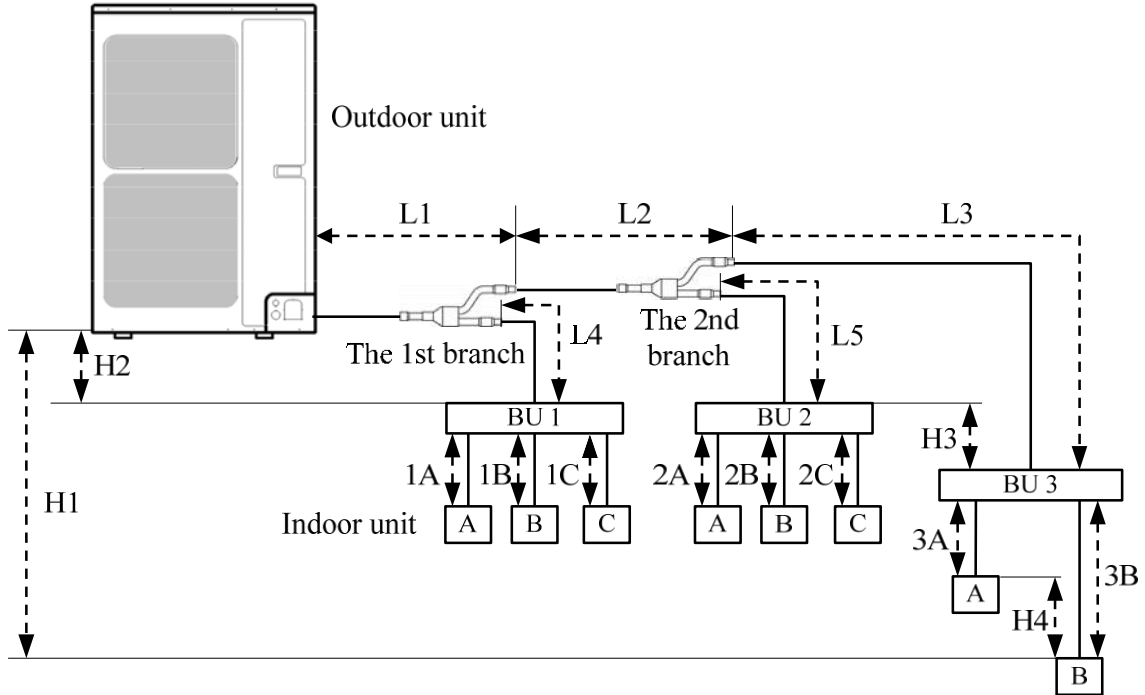 Outdoor unit
L1
L2
L3
The 1st branch
L4
The 2nd
branch
L5
H2
BU 1
BU 2
H3
BU 3
H1
1A
1B
1C
2A
2B
2C
Indoor unit
A
B
C
A
B
C
3A
3B
A
H4
B